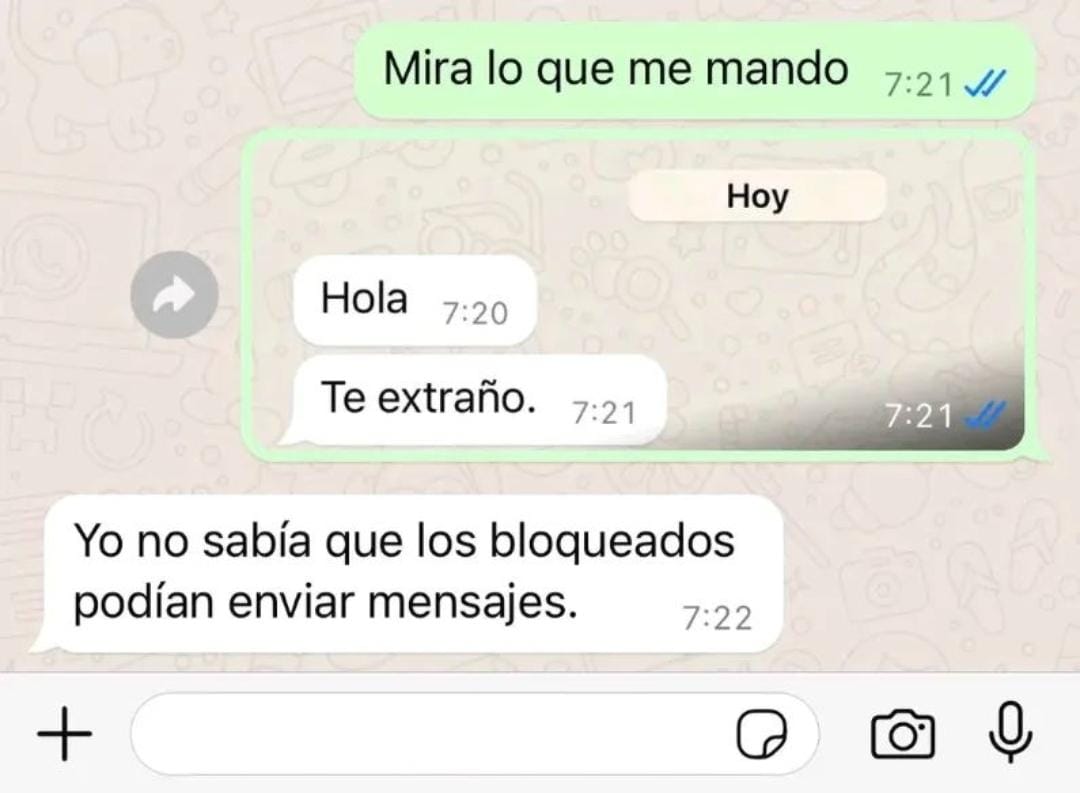 Mira lo que me mando 7:21
Hoy
Hola 7:20
Te extraño. 7:21
7:21
Yo no sabía que los bloqueados
podían enviar mensajes. 7:22